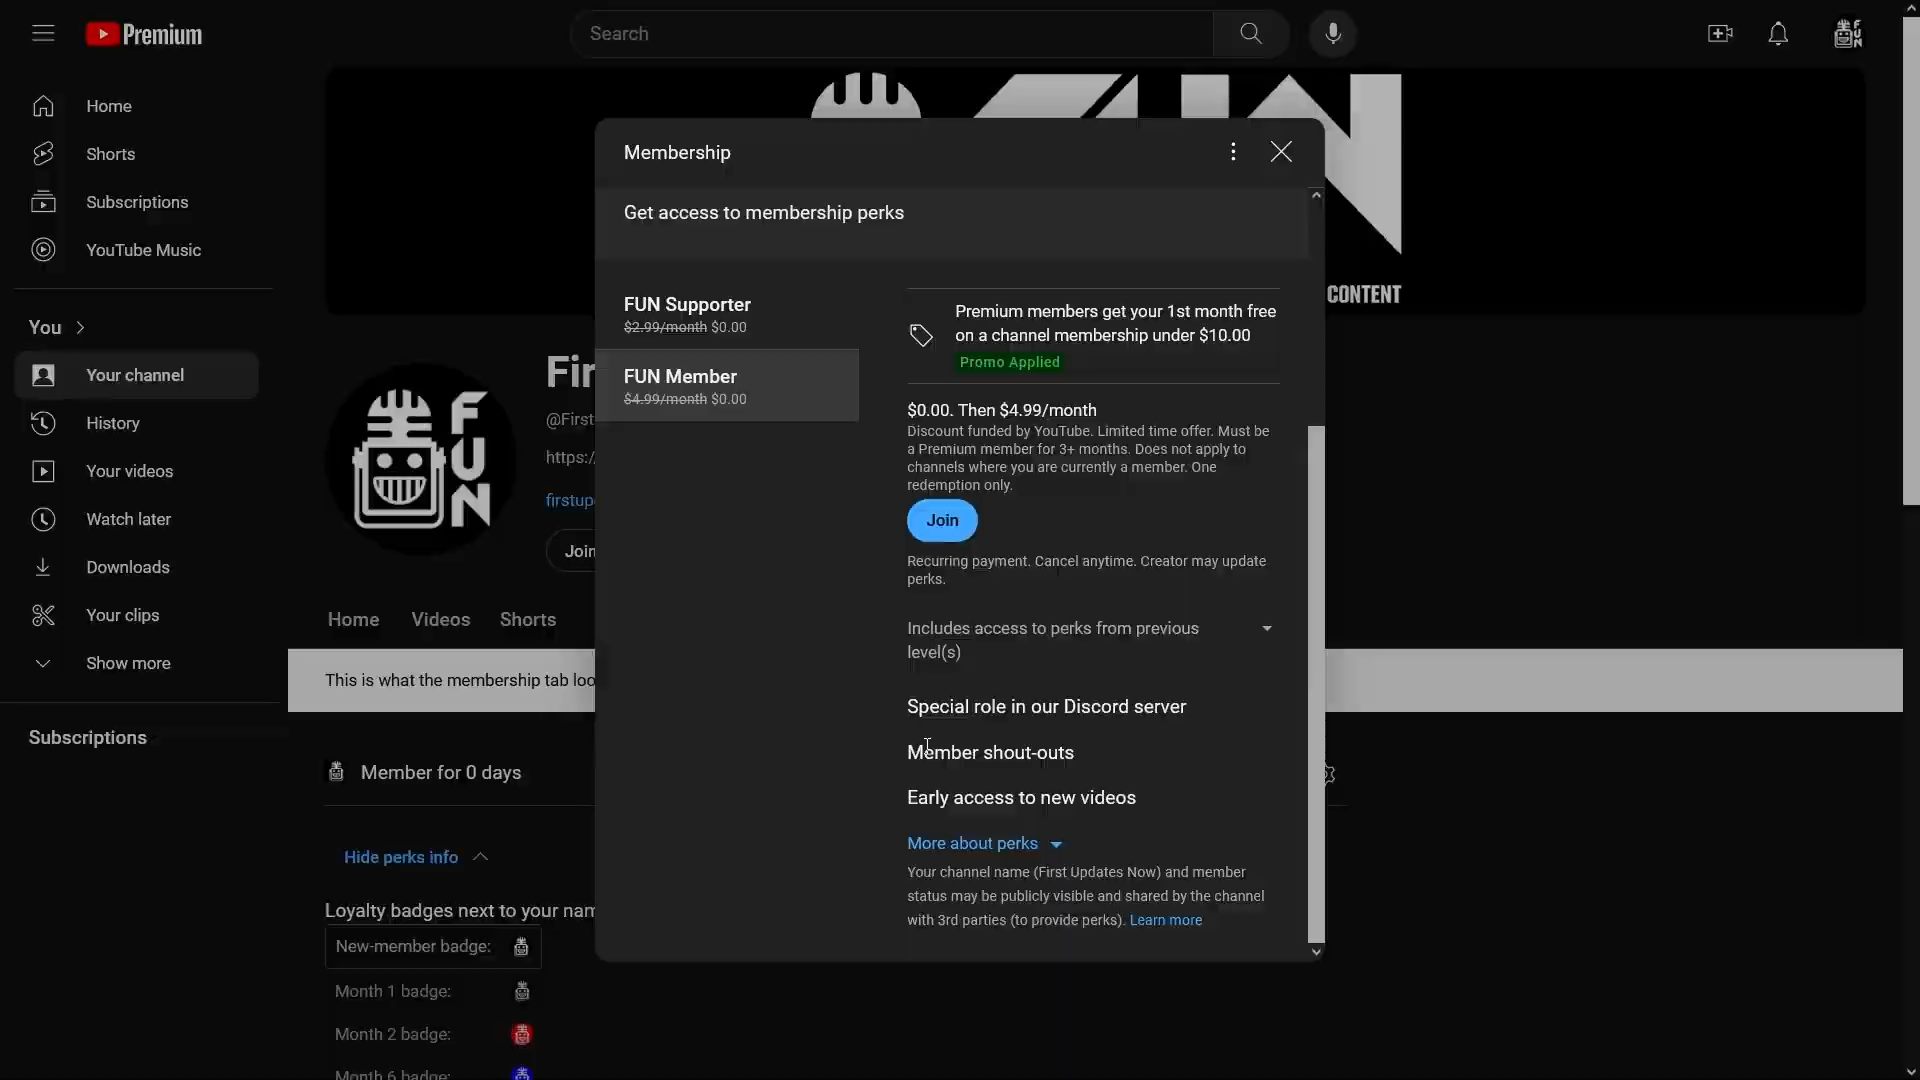 Premium
Search
FUN
Home
Shorts
Subscriptions
YouTube Music
You
Your channel
History
Your videos
Watch later
Downloads
Your clips
Show more
Subscriptions
CONTENT
FUN
Fir
@First
https:/
firstup
Join
Home
Videos
Shorts
This is what the membership tab loo
Member for 0 days
Hide perks info
Loyalty badges next to your nam
New-member badge:
Month 1 badge:
Month 2 badge:
Month 6 badge:
Membership
Get access to membership perks
FUN Supporter
$2.99/month $0.00
FUN Member
$4.99/month $0.00
Premium members get your 1st month free
on a channel membership under $10.00
Promo Applied
$0.00. Then $4.99/month
Discount funded by YouTube. Limited time offer. Must be
a Premium member for 3+ months. Does not apply to
channels where you are currently a member. One
redemption only.
Join
Recurring payment. Cancel anytime. Creator may update
perks.
Includes access to perks from previous
level(s)
Special role in our Discord server
Member shout-outs
Early access to new videos
More about perks
Your channel name (First Updates Now) and member
status may be publicly visible and shared by the channel
with 3rd parties (to provide perks). Learn more